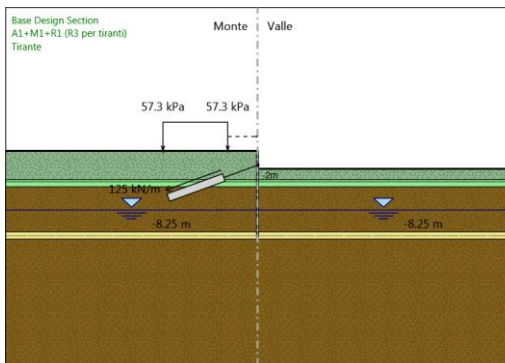 Base Design Section
A1+M1+R1 (R3 per tiranti)
Tirante
Monte Valle
57.3 kPa 57.3 kPa
-2m
125 kN/m
-8.25 m -8.25 m